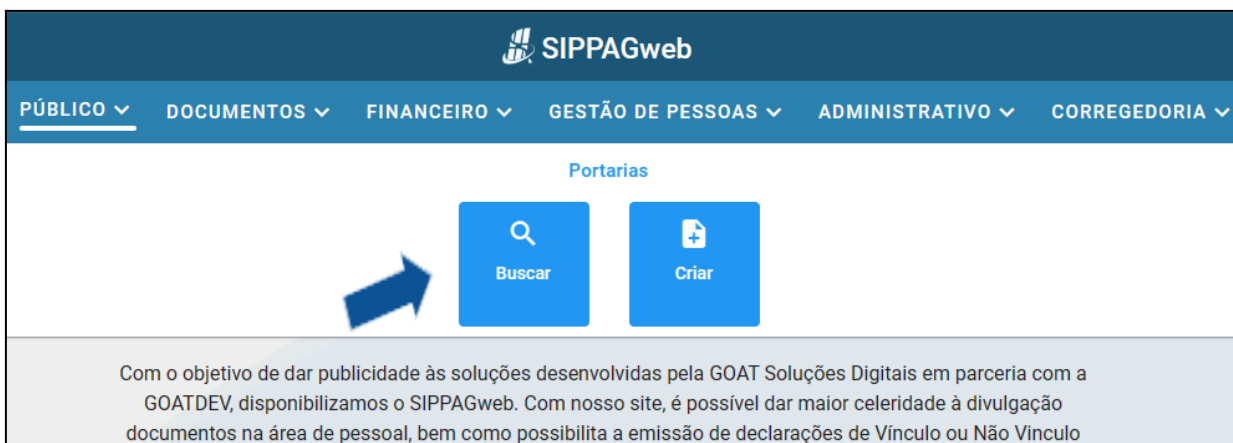 SIPPAGweb
PÚBLICO DOCUMENTOS FINANCEIRO GESTÃO DE PESSOAS ADMINISTRATIVO CORREGEDORIA
Portarias
Buscar Criar
Com o objetivo de dar publicidade às soluções desenvolvidas pela GOAT Soluções Digitais em parceria com a
GOATDEV, disponibilizamos o SIPPAGweb. Com nosso site, é possível dar maior celeridade à divulgação
documentos na área de pessoal, bem como possibilita a emissão de declarações de Vínculo ou Não Vinculo